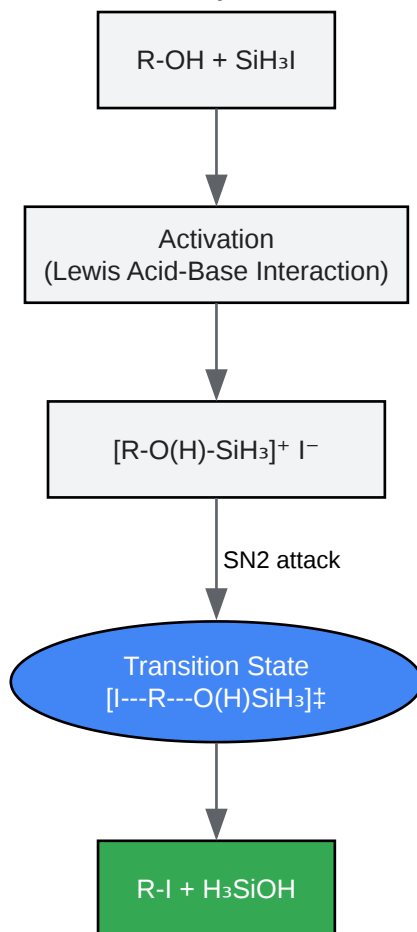 R-OH + SiH₃I
Activation
(Lewis Acid-Base Interaction)
[R-O(H)-SiH₃]⁺ I⁻
SN2 attack
Transition State
[I---R---O(H)SiH₃]‡
R-I + H₃SiOH